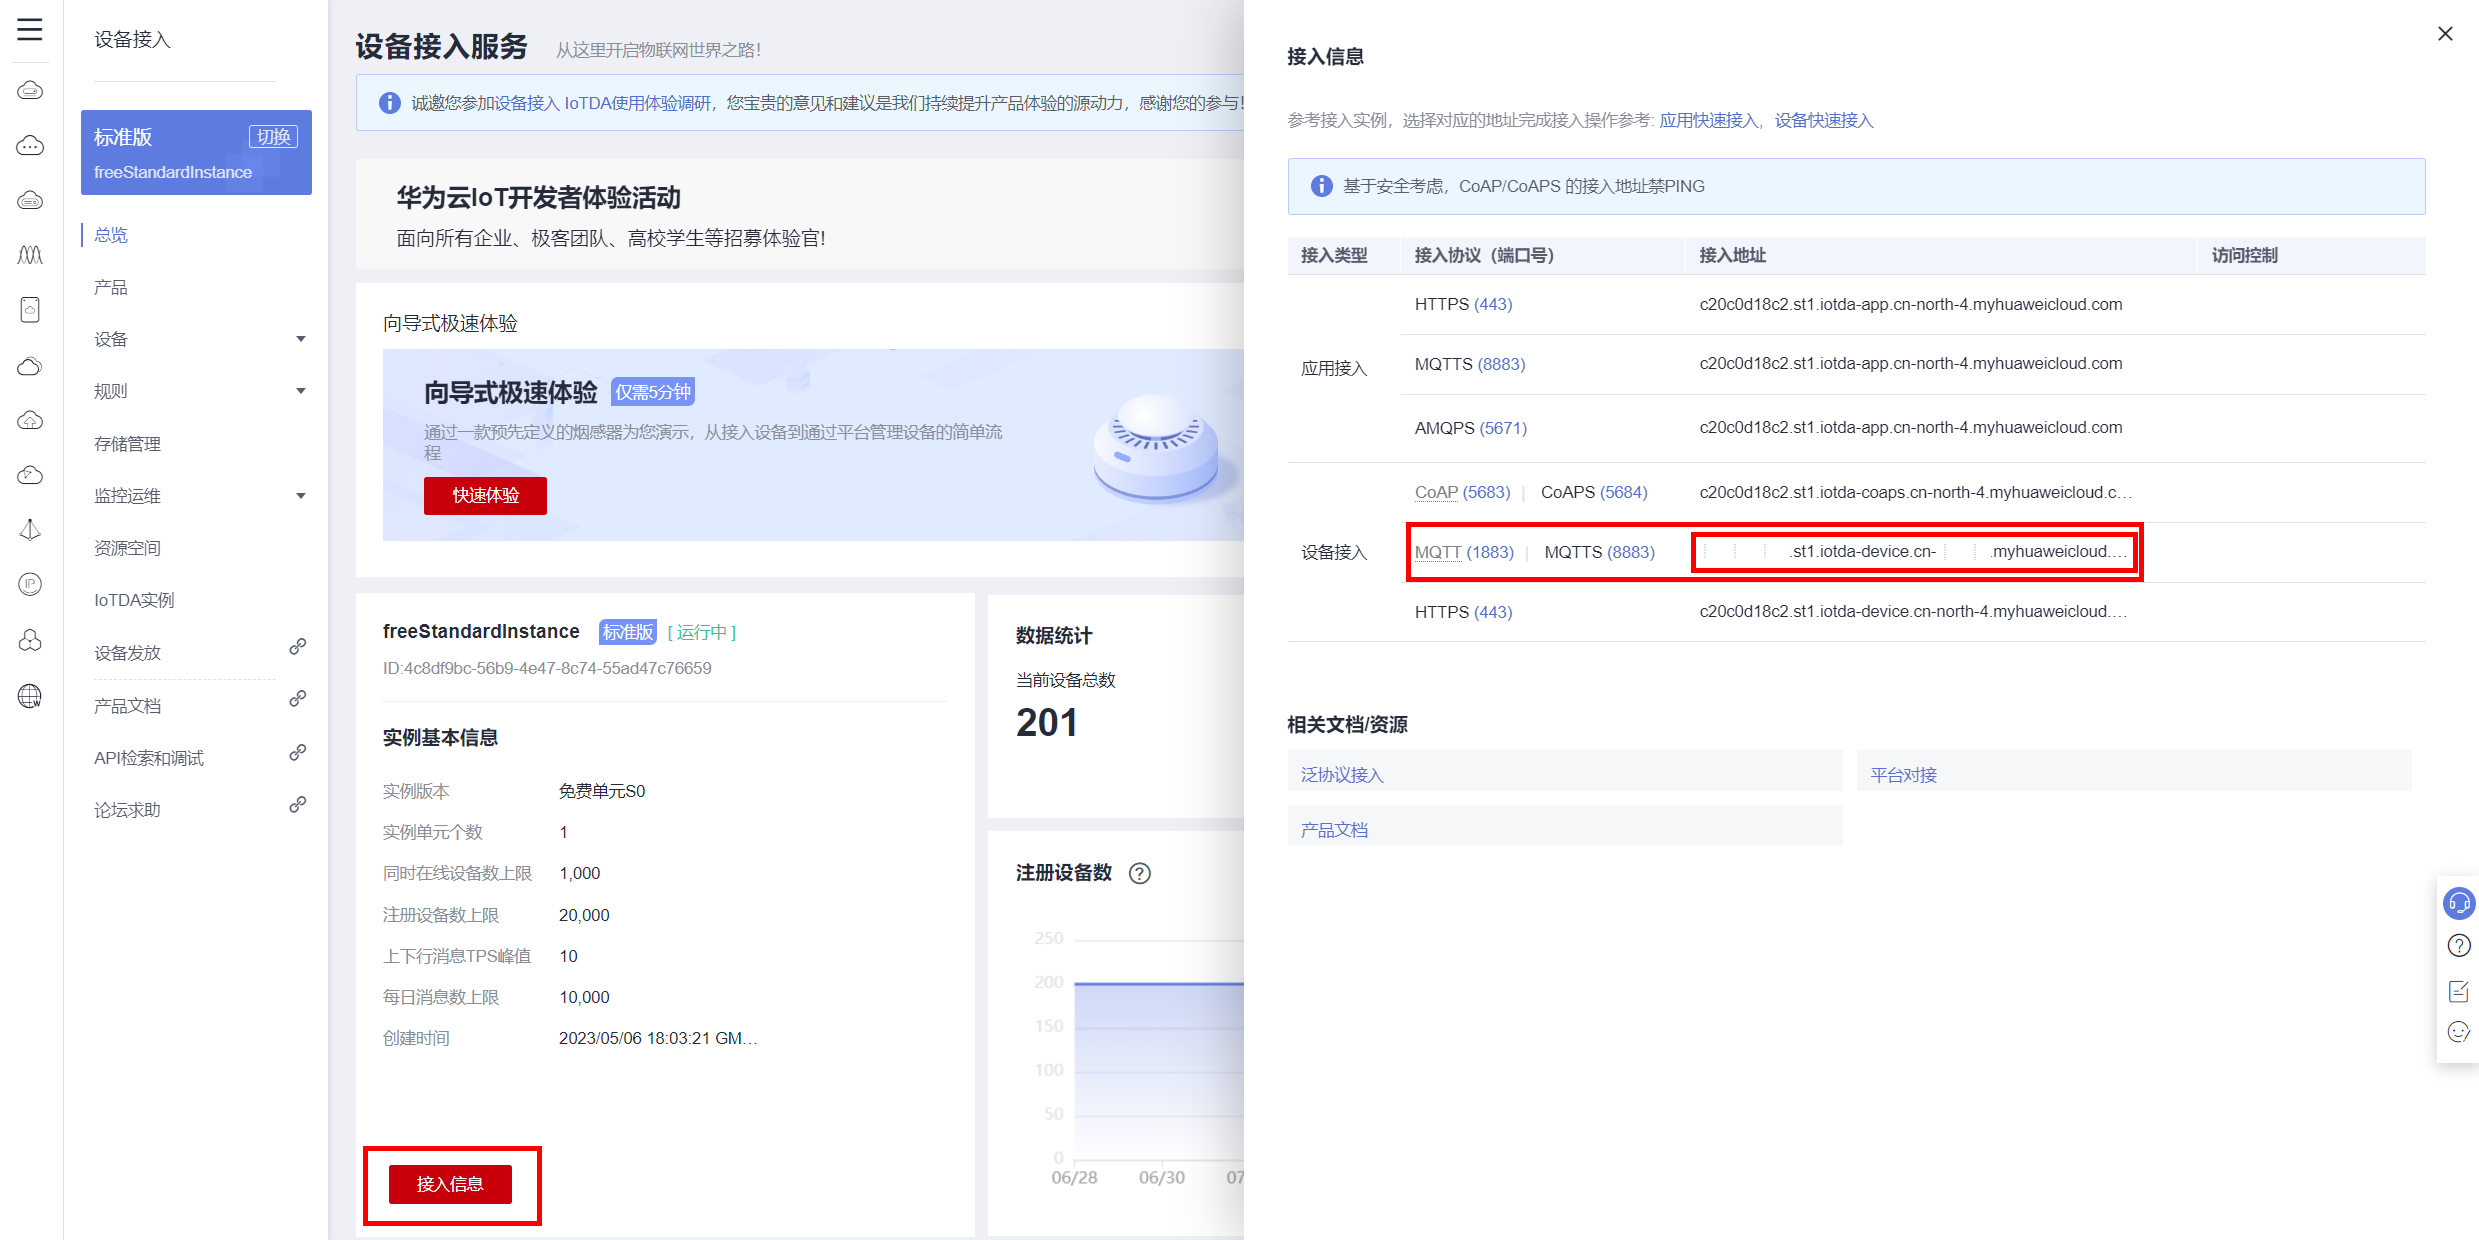 设备接入
标准版
切换
freeStandardInstance
总览
产品
设备
规则
存储管理
监控运维
资源空间
IoTDA实例
设备发放
产品文档
API检索和调试
论坛求助
设备接入服务
从这里开启物联网世界之路!
诚邀您参加设备接入 IoTDA使用体验调研，您宝贵的意见和建议是我们持续提升产品体验的源动力，感谢您的参与!
华为云IoT开发者体验活动
面向所有企业、极客团队、高校学生等招募体验官!
向导式极速体验
向导式极速体验
仅需5分钟
通过一款预先定义的烟感器为您演示，从接入设备到通过平台管理设备的简单流
程
快速体验
freeStandardInstance
标准版
[ 运行中 ]
ID:4c8df9bc-56b9-4e47-8c74-55ad47c76659
实例基本信息
实例版本
免费单元S0
实例单元个数
1
同时在线设备数上限
1,000
注册设备数上限
20,000
上下行消息TPS峰值
10
每日消息数上限
10,000
创建时间
2023/05/06 18:03:21 GM...
接入信息
数据统计
当前设备总数
201
注册设备数
250
200
150
100
50
0
06/28
06/30
07
接入信息
参考接入实例，选择对应的地址完成接入操作参考: 应用快速接入，设备快速接入
基于安全考虑，CoAP/CoAPS 的接入地址禁PING
接入类型
接入协议（端口号）
接入地址
访问控制
应用接入
HTTPS (443)
c20c0d18c2.st1.iotda-app.cn-north-4.myhuaweicloud.com
MQTTS (8883)
c20c0d18c2.st1.iotda-app.cn-north-4.myhuaweicloud.com
AMQPS (5671)
c20c0d18c2.st1.iotda-app.cn-north-4.myhuaweicloud.com
设备接入
CoAP (5683) | CoAPS (5684)
c20c0d18c2.st1.iotda-coaps.cn-north-4.myhuaweicloud.c...
MQTT (1883) | MQTTS (8883)
.st1.iotda-device.cn- .myhuaweicloud....
HTTPS (443)
c20c0d18c2.st1.iotda-device.cn-north-4.myhuaweicloud....
相关文档/资源
泛协议接入
平台对接
产品文档